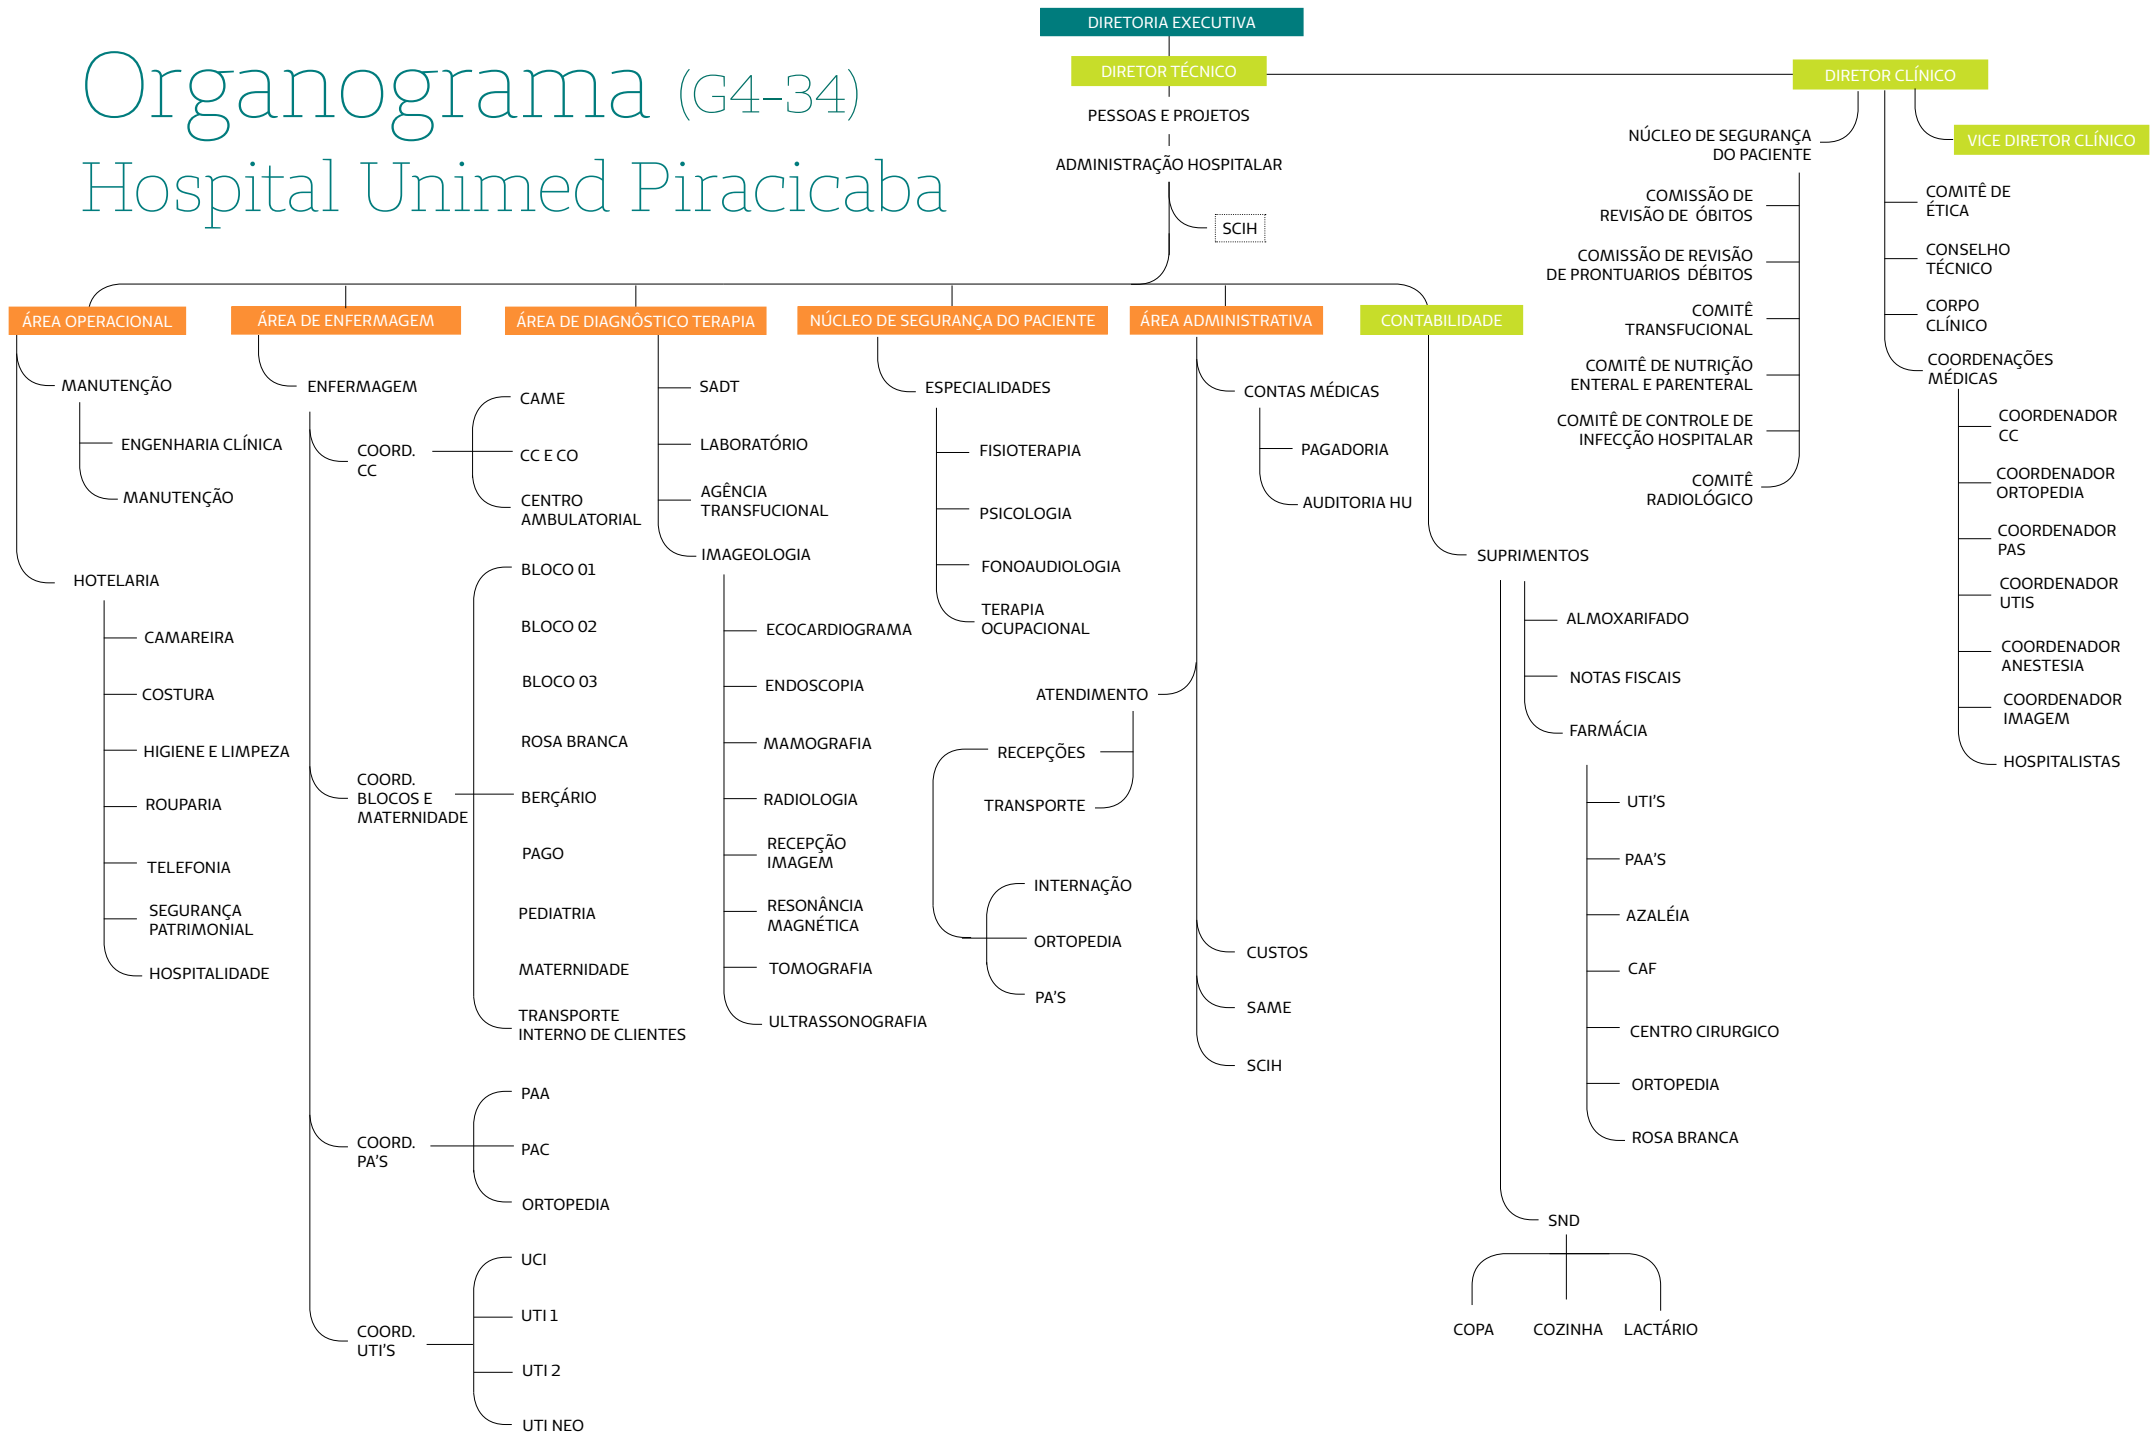 Organograma (G4-34)
Hospital Unimed Piracicaba
DIRETORIA EXECUTIVA
DIRETOR TÉCNICO
PESSOAS E PROJETOS
ADMINISTRAÇÃO HOSPITALAR
SCIH
DIRETOR CLÍNICO
VICE DIRETOR CLÍNICO
NÚCLEO DE SEGURANÇA
DO PACIENTE
COMISSÃO DE
REVISÃO DE ÓBITOS
COMISSÃO DE REVISÃO
DE PRONTUARIOS DÉBITOS
COMITÊ
TRANSFUCIONAL
COMITÊ DE NUTRIÇÃO
ENTERAL E PARENTERAL
COMITÊ DE CONTROLE DE
INFECÇÃO HOSPITALAR
COMITÊ
RADIOLÓGICO
COMITÊ DE
ÉTICA
CONSELHO
TÉCNICO
CORPO
CLÍNICO
COORDENAÇÕES
MÉDICAS
COORDENADOR
CC
COORDENADOR
ORTOPEDIA
COORDENADOR
PAS
COORDENADOR
UTIS
COORDENADOR
ANESTESIA
COORDENADOR
IMAGEM
HOSPITALISTAS
ÁREA OPERACIONAL
MANUTENÇÃO
ENGENHARIA CLÍNICA
MANUTENÇÃO
HOTELARIA
CAMAREIRA
COSTURA
HIGIENE E LIMPEZA
ROUPARIA
TELEFONIA
SEGURANÇA
PATRIMONIAL
HOSPITALIDADE
ÁREA DE ENFERMAGEM
ENFERMAGEM
COORD.
CC
CAME
CC E CO
CENTRO
AMBULATORIAL
COORD.
BLOCOS E
MATERNIDADE
BLOCO 01
BLOCO 02
BLOCO 03
ROSA BRANCA
BERÇÁRIO
PAGO
PEDIATRIA
MATERNIDADE
TRANSPORTE
INTERNO DE CLIENTES
COORD.
PA'S
PAA
PAC
ORTOPEDIA
COORD.
UTI'S
UCI
UTI 1
UTI 2
UTI NEO
ÁREA DE DIAGNÔSTICO TERAPIA
SADT
LABORATÓRIO
AGÊNCIA
TRANSFUCIONAL
IMAGEOLOGIA
ECOCARDIOGRAMA
ENDOSCOPIA
MAMOGRAFIA
RADIOLOGIA
RECEPÇÃO
IMAGEM
RESONÂNCIA
MAGNÉTICA
TOMOGRAFIA
ULTRASSONOGRAFIA
NÚCLEO DE SEGURANÇA DO PACIENTE
ESPECIALIDADES
FISIOTERAPIA
PSICOLOGIA
FONOAUDIOLOGIA
TERAPIA
OCUPACIONAL
ÁREA ADMINISTRATIVA
CONTAS MÉDICAS
PAGADORIA
AUDITORIA HU
ATENDIMENTO
RECEPÇÕES
TRANSPORTE
INTERNAÇÃO
ORTOPEDIA
PA'S
CUSTOS
SAME
SCIH
CONTABILIDADE
SUPRIMENTOS
ALMOXARIFADO
NOTAS FISCAIS
FARMÁCIA
UTI'S
PAA'S
AZALÉIA
CAF
CENTRO CIRURGICO
ORTOPEDIA
ROSA BRANCA
SND
COPA
COZINHA
LACTÁRIO